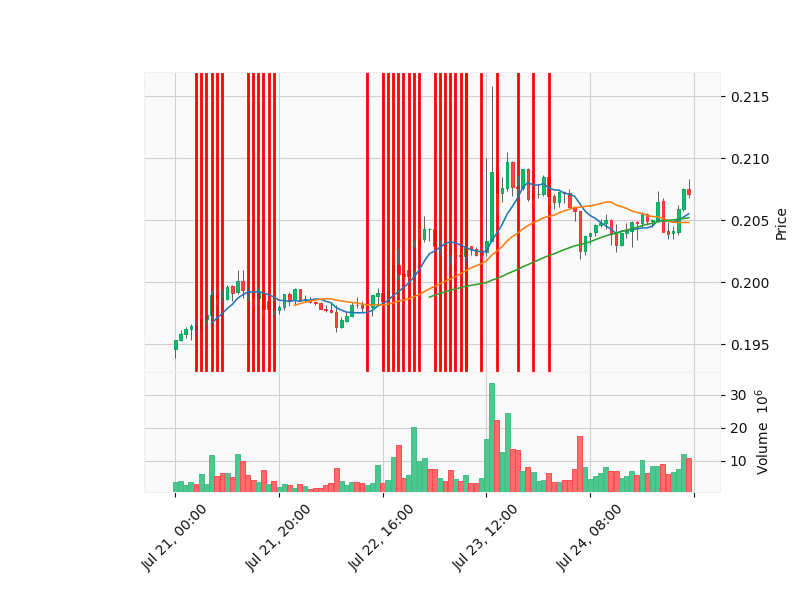 0.215
0.210
0.205
0.200
0.195
Price
30
20
10
Volume 10⁶
Jul 21, 00:00
Jul 21, 20:00
Jul 22, 16:00
Jul 23, 12:00
Jul 24, 08:00